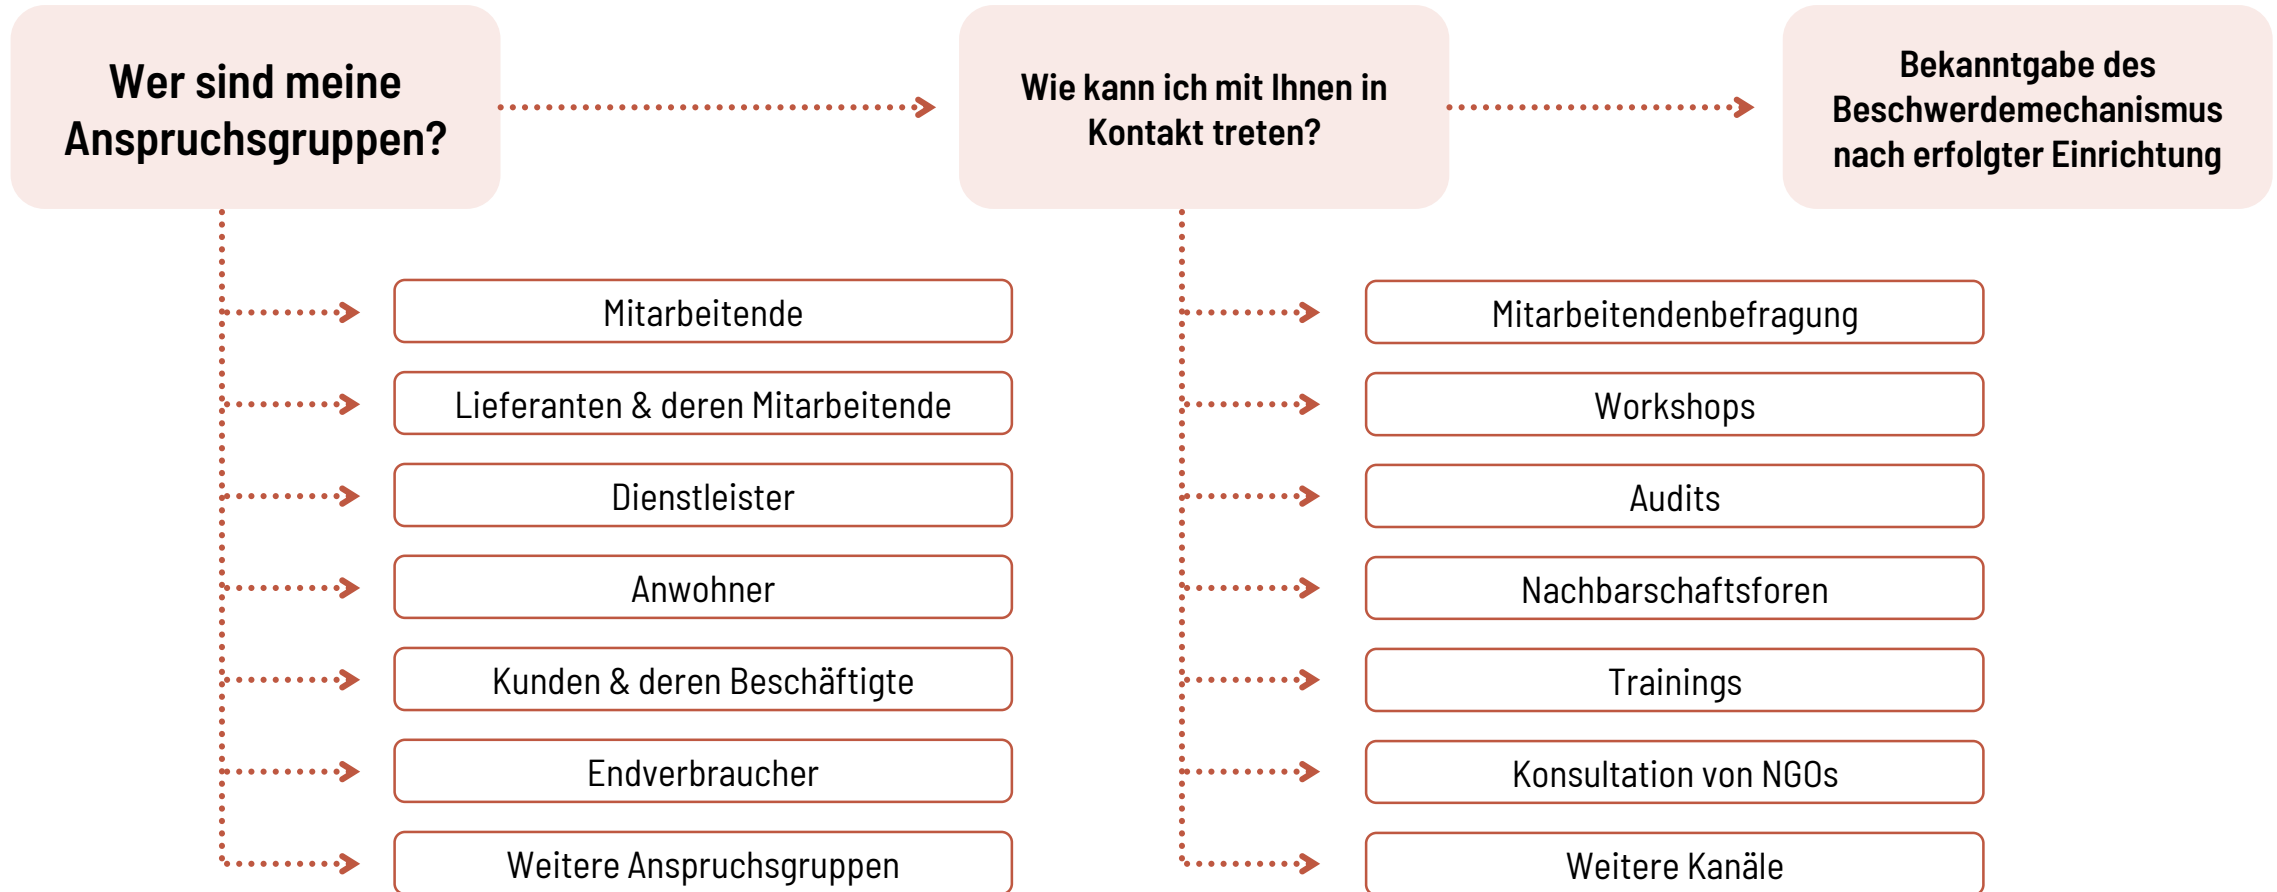 Wer sind meine
Anspruchsgruppen?
Wie kann ich mit Ihnen in
Kontakt treten?
Bekanntgabe des
Beschwerdemechanismus
nach erfolgter Einrichtung
Mitarbeitende
Lieferanten & deren Mitarbeitende
Dienstleister
Anwohner
Kunden & deren Beschäftigte
Endverbraucher
Weitere Anspruchsgruppen
Mitarbeitendenbefragung
Workshops
Audits
Nachbarschaftsforen
Trainings
Konsultation von NGOs
Weitere Kanäle